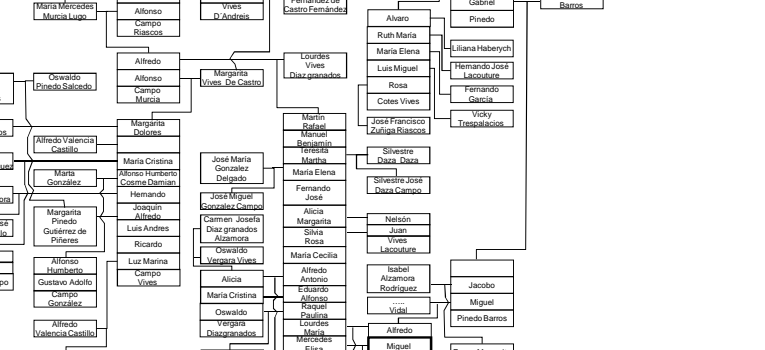 Maria Mercedes
Murcia Lugo
Alfonso
Campo
Riascos
Vives
D'Andreis
Fernández de
Castro Fernández
Gabriel
Pinedo
Barros
Alvaro
Ruth María
María Elena
Luis Miguel
Rosa
Cotes Vives
José Francisco
Zuñiga Riascos
Liliana Haberych
Hernando José
Lacouture
Fernando
García
Vicky
Trespalacios
Alfredo
Alfonso
Campo
Murcia
Oswaldo
Pinedo Salcedo
Margarita
Vives De Castro
Lourdes
Vives
Diaz granados
Margarita
Dolores
María Cristina
Alfonso Humberto
Cosme Damian
Hernando
Joaquín
Alfredo
Luis Andres
Ricardo
Luz Marina
Campo
Vives
Alfredo Valencia
Castillo
Marta
González
Margarita
Pinedo
Gutiérrez de
Piñeres
Alfonso
Humberto
Gustavo Adolfo
Campo
González
Alfredo
Valencia Castillo
José María
Gonzalez
Delgado
José Miguel
Gonzalez Campo
Carmen Josefa
Diaz granados
Alzamora
Oswaldo
Vergara Vives
Alicia
María Cristina
Oswaldo
Vergara
Diazgranados
Martín
Rafael
Manuel
Benjamín
Teresita
Martha
María Elena
Fernando
José
Alicia
Margarita
Silvia
Rosa
María Cecilia
Alfredo
Antonio
Eduardo
Alfonso
Raquel
Paulina
Lourdes
María
Mercedes
Elisa
Silvestre
Daza Daza
Silvestre José
Daza Campo
Nelsón
Juan
Vives
Lacouture
Isabel
Alzamora
Rodríguez
.....
Vidal
Alfredo
Miguel
Jacobo
Miguel
Pinedo Barros